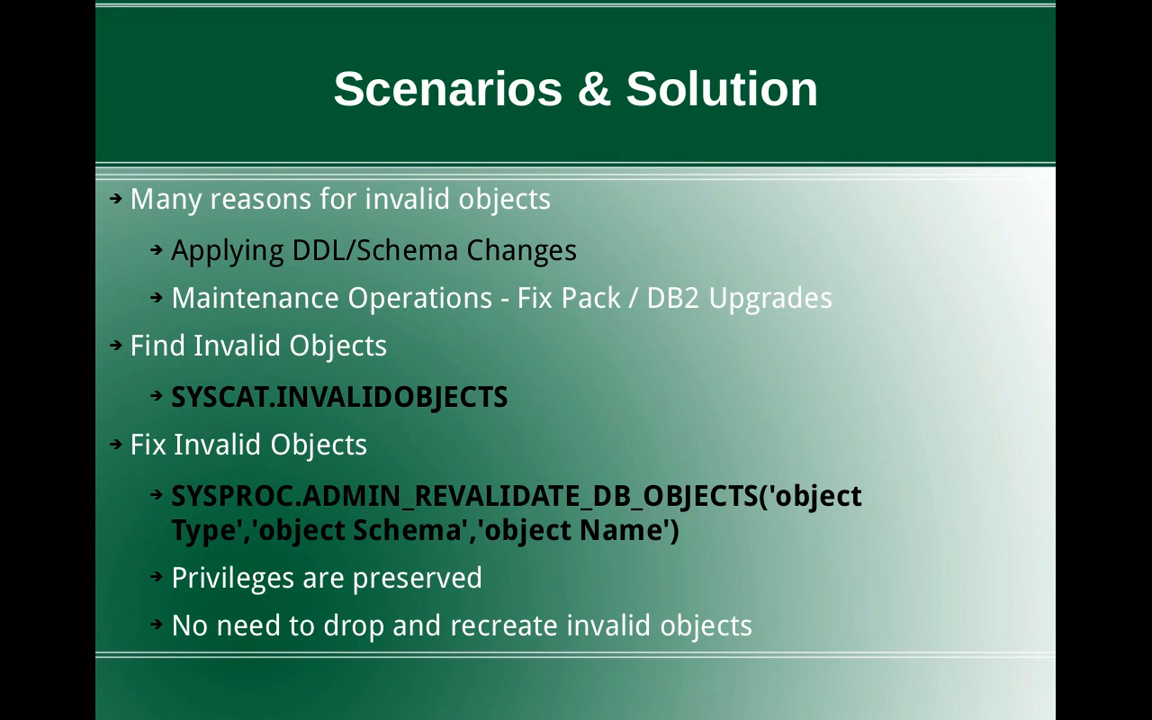 Scenarios & Solution
Many reasons for invalid objects
Applying DDL/Schema Changes
Maintenance Operations - Fix Pack / DB2 Upgrades
Find Invalid Objects
SYSCAT.INVALIDOBJECTS
Fix Invalid Objects
SYSPROC.ADMIN_REVALIDATE_DB_OBJECTS('object
Type','object Schema','object Name')
Privileges are preserved
No need to drop and recreate invalid objects